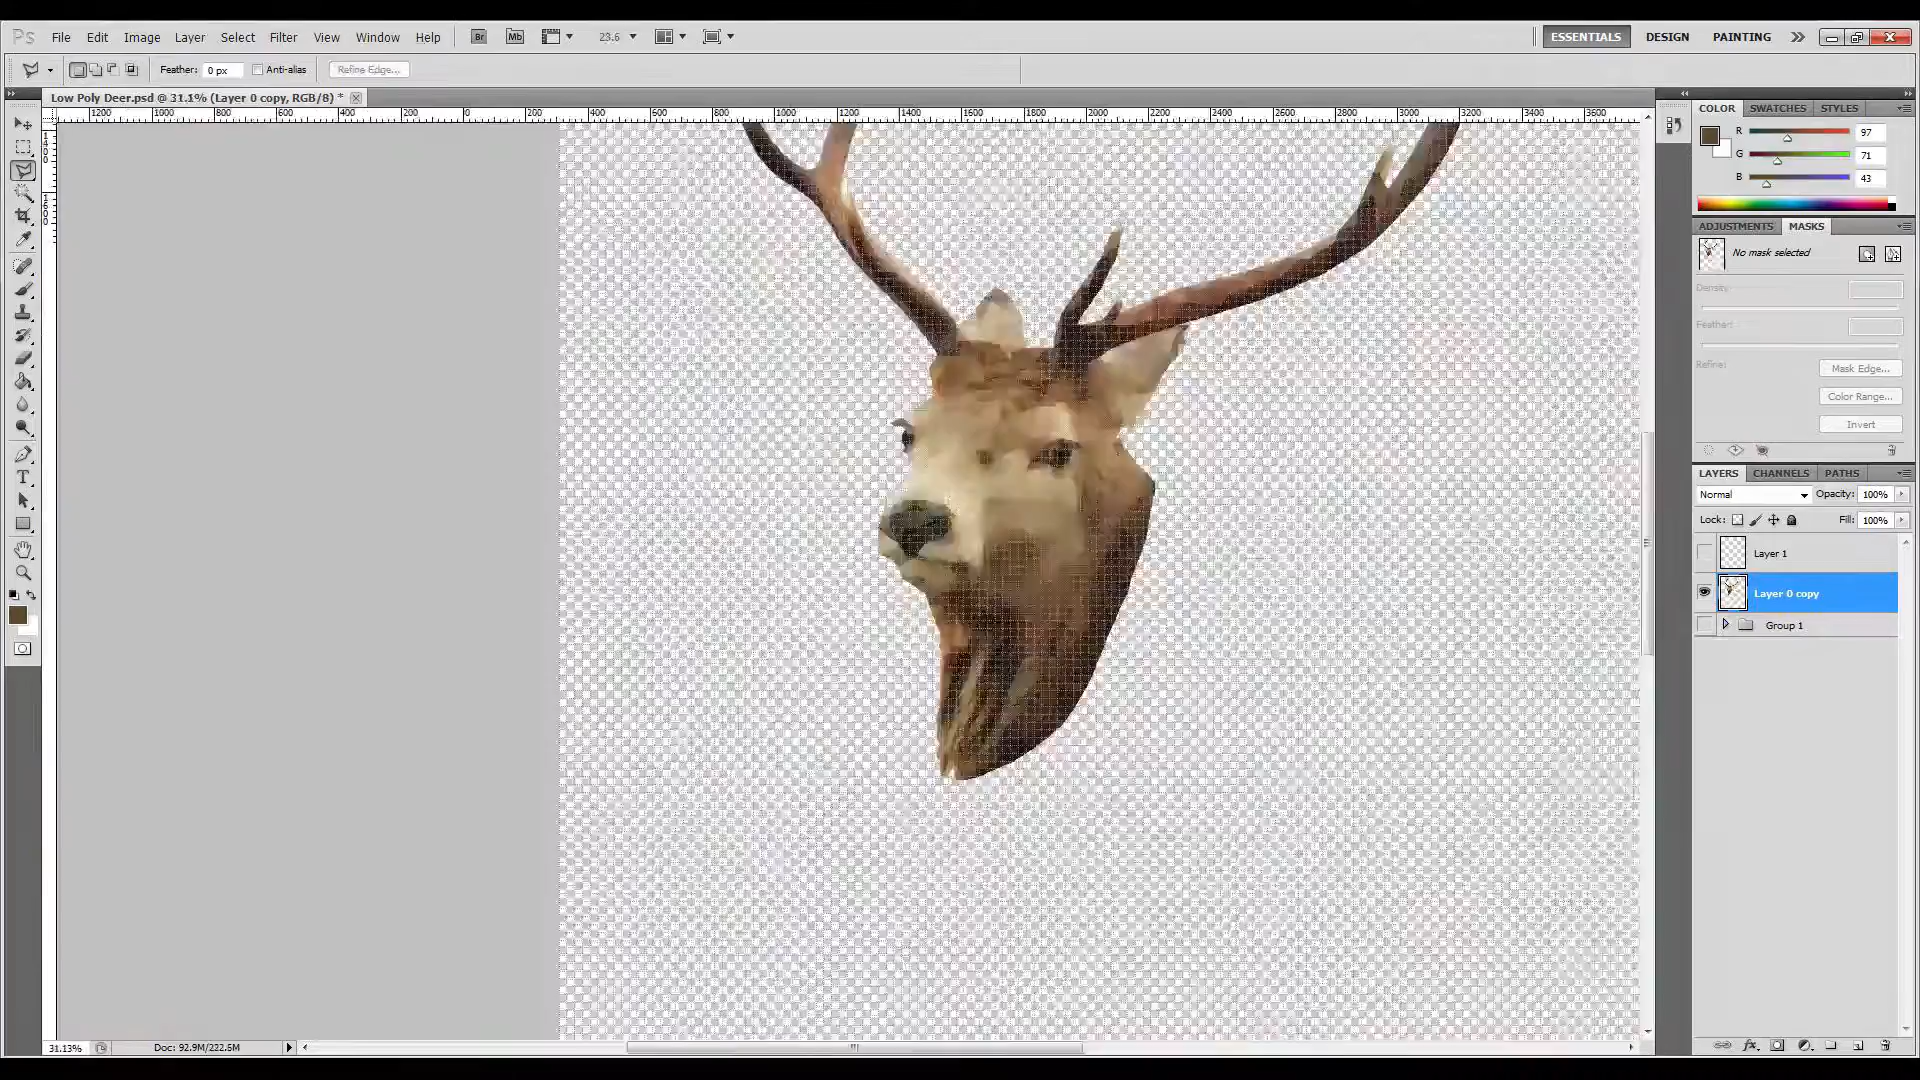 Ps File Edit Image Layer Select Filter View Window Help Br Mb 23.6 ESSENTIALS DESIGN PAINTING
Feather: 0 px Anti-alias Refine Edge...
Low Poly Deer.psd @ 31.1% (Layer 0 copy, RGB/8) *
1200 1000 800 600 400 200 0 200 400 600 800 1000 1200 1400 1600 1800 2000 2200 2400 2600 2800 3000 3200 3400 3600
COLOR SWATCHES STYLES
R 97
G 71
B 43
ADJUSTMENTS MASKS
No mask selected
Density:
Feather:
Refine: Mask Edge...
Color Range...
Invert
LAYERS CHANNELS PATHS
Normal Opacity: 100%
Lock: Fill: 100%
Layer 1
Layer 0 copy
Group 1
31.13% Doc: 92.9M/222.5M